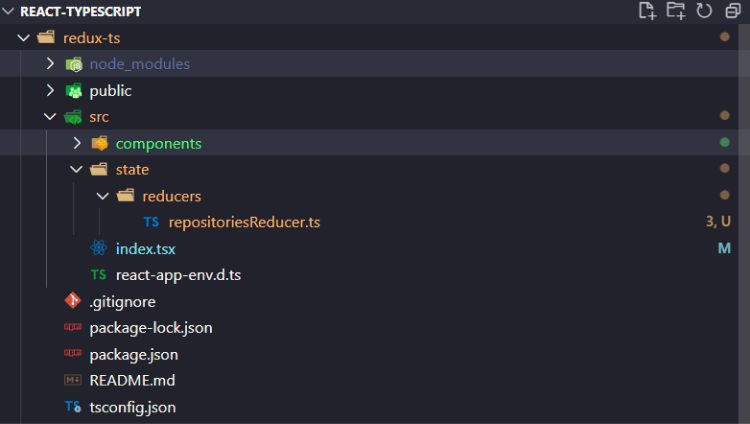 REACT-TYPESCRIPT
redux-ts
node_modules
public
src
components
state
reducers
TS repositoriesReducer.ts 3, U
index.tsx M
TS react-app-env.d.ts
.gitignore
package-lock.json
package.json
README.md
TS tsconfig.json